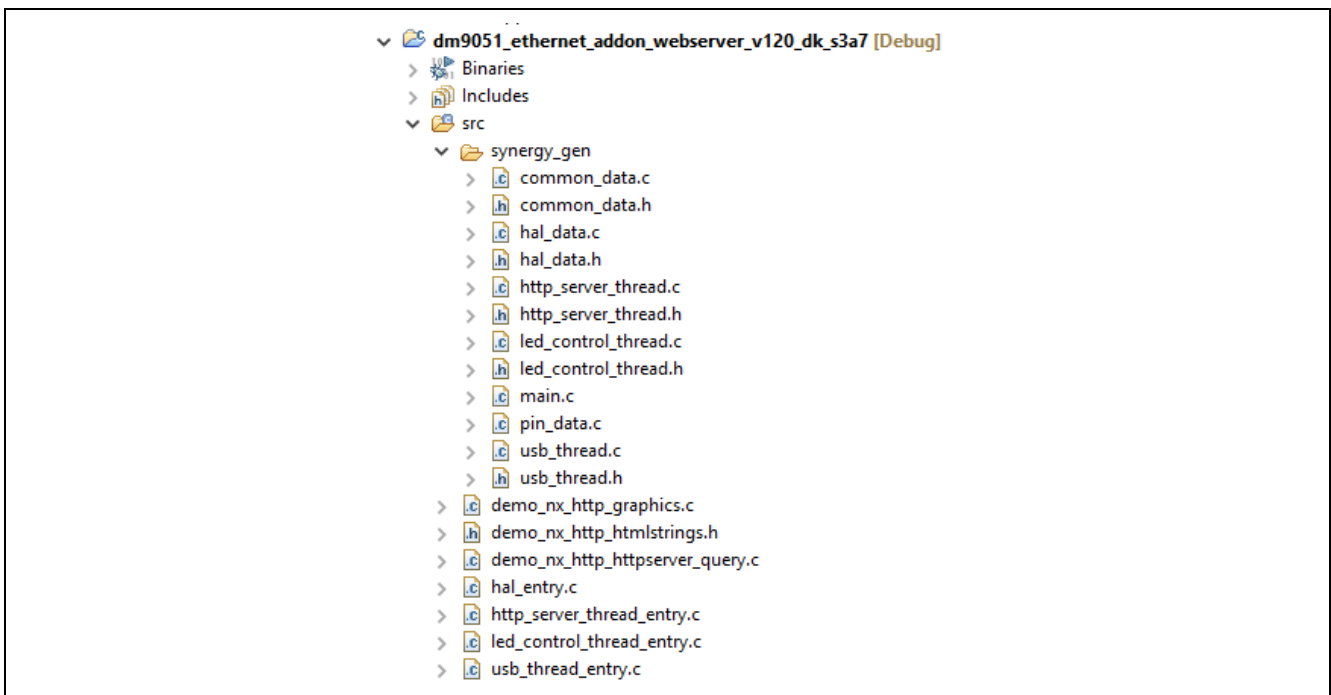 dm9051_ethernet_addon_webserver_v120_dk_s3a7 [Debug]
Binaries
Includes
src
synergy_gen
common_data.c
common_data.h
hal_data.c
hal_data.h
http_server_thread.c
http_server_thread.h
led_control_thread.c
led_control_thread.h
main.c
pin_data.c
usb_thread.c
usb_thread.h
demo_nx_http_graphics.c
demo_nx_http_htmlstrings.h
demo_nx_http_httpserver_query.c
hal_entry.c
http_server_thread_entry.c
led_control_thread_entry.c
usb_thread_entry.c